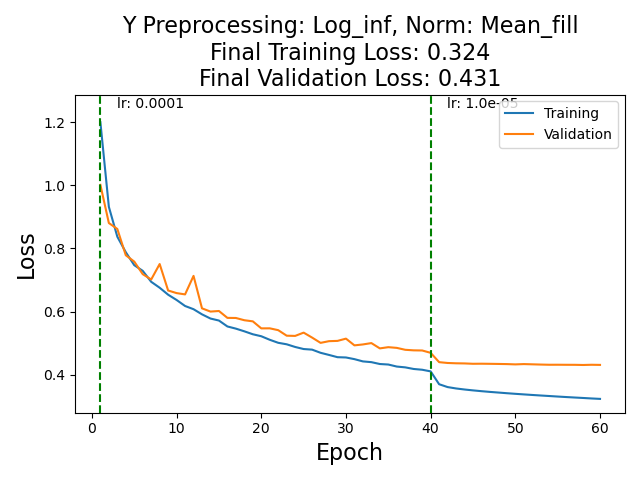 Y Preprocessing: Log_inf, Norm: Mean_fill
Final Training Loss: 0.324
Final Validation Loss: 0.431
lr: 0.0001
lr: 1.0e-05
Training
Validation
1.2
1.0
0.8
0.6
0.4
Loss
0
10
20
30
40
50
60
Epoch